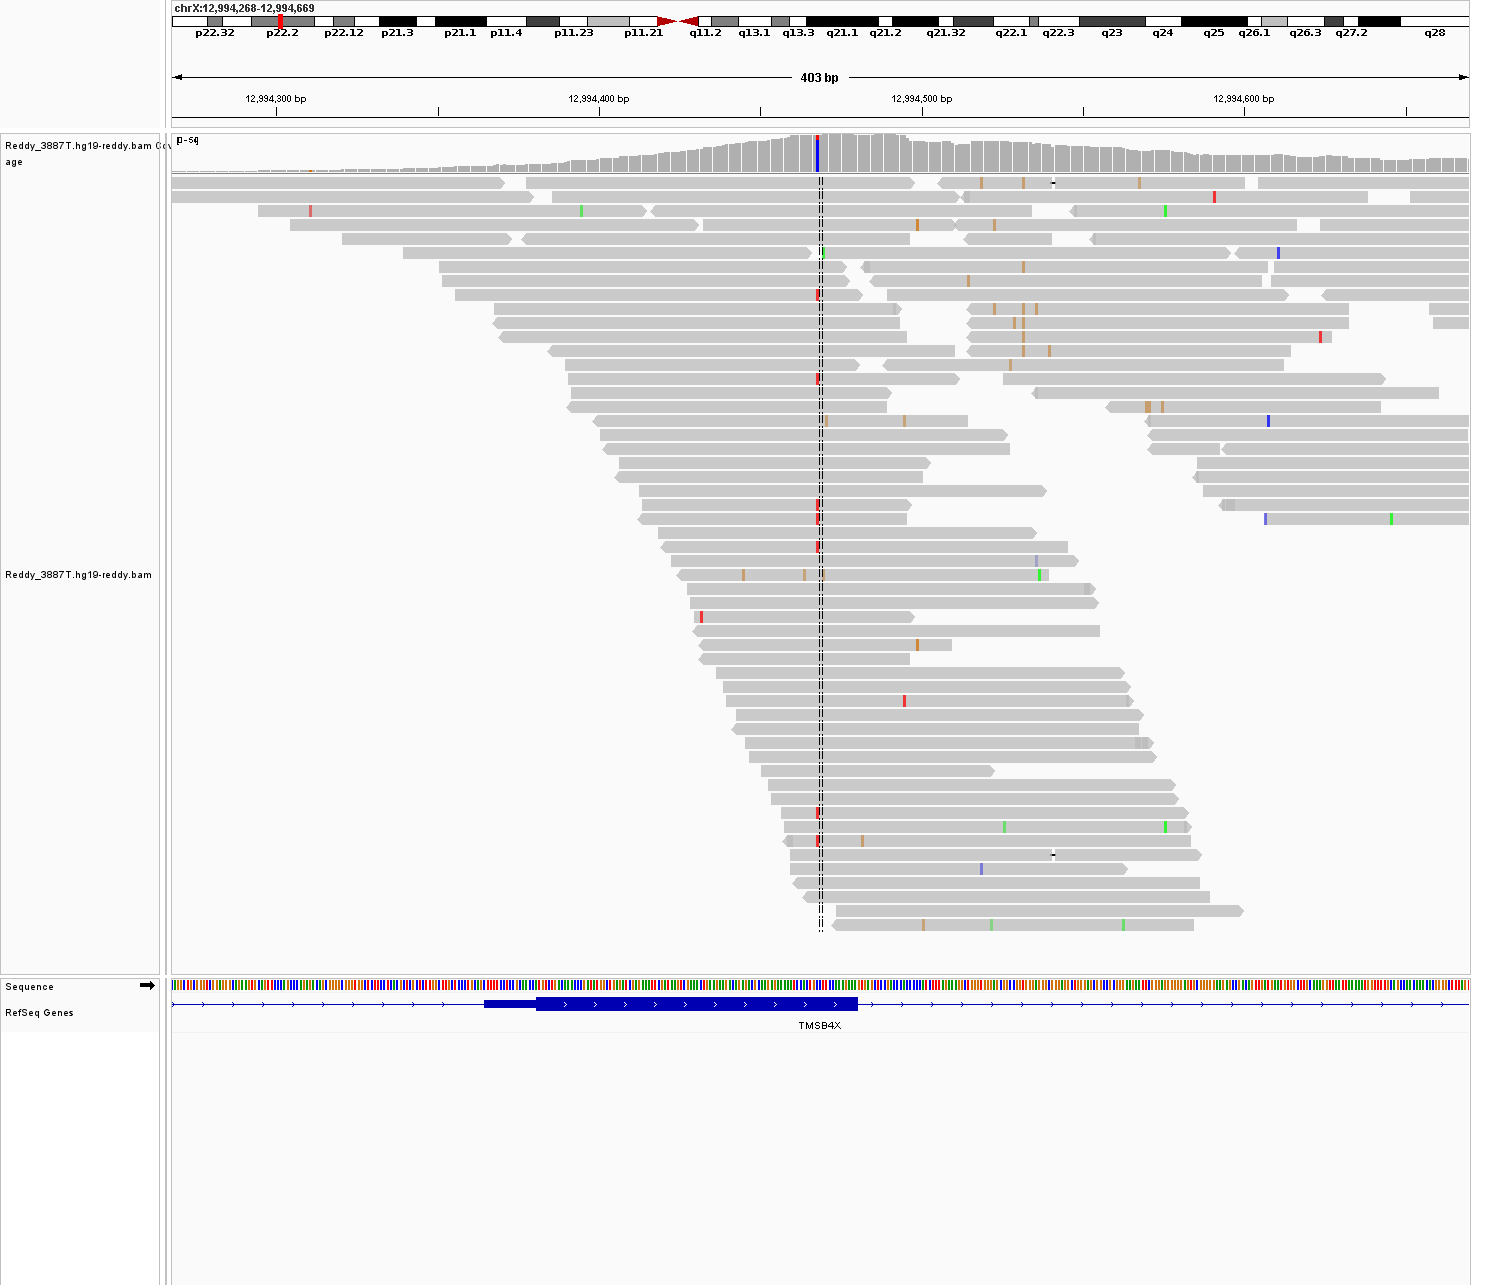 chrX:12,994,268-12,994,669
p22.32 p22.2 p22.12 p21.3 p21.1 p11.4 p11.23 p11.21 q11.2 q13.1 q13.3 q21.1 q21.2 q21.32 q22.1 q22.3 q23 q24 q25 q26.1 q26.3 q27.2 q28
403 bp
12,994,300 bp 12,994,400 bp 12,994,500 bp 12,994,600 bp
Reddy_3887T.hg19-reddy.bam Cov
age
Reddy_3887T.hg19-reddy.bam
Sequence
RefSeq Genes
TMSB4X